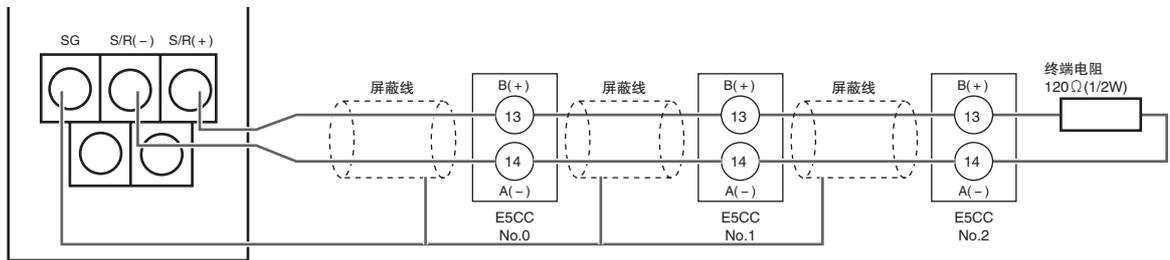 SG
S/R(−)
S/R(+)
屏蔽线
B(+)
13
14
A(−)
E5CC
No.0
屏蔽线
B(+)
13
14
A(−)
E5CC
No.1
屏蔽线
B(+)
13
14
A(−)
E5CC
No.2
终端电阻
120Ω(1/2W)